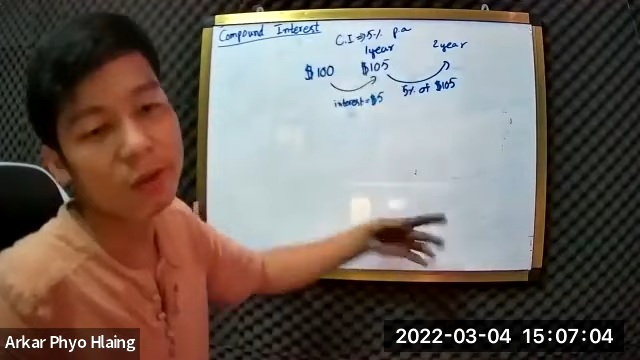 Compound Interest
C.I ⇒ 5% p.a
1year 2year
$100 $105
interest = $5 5% of $105
Arkar Phyo Hlaing
2022-03-04 15:07:04